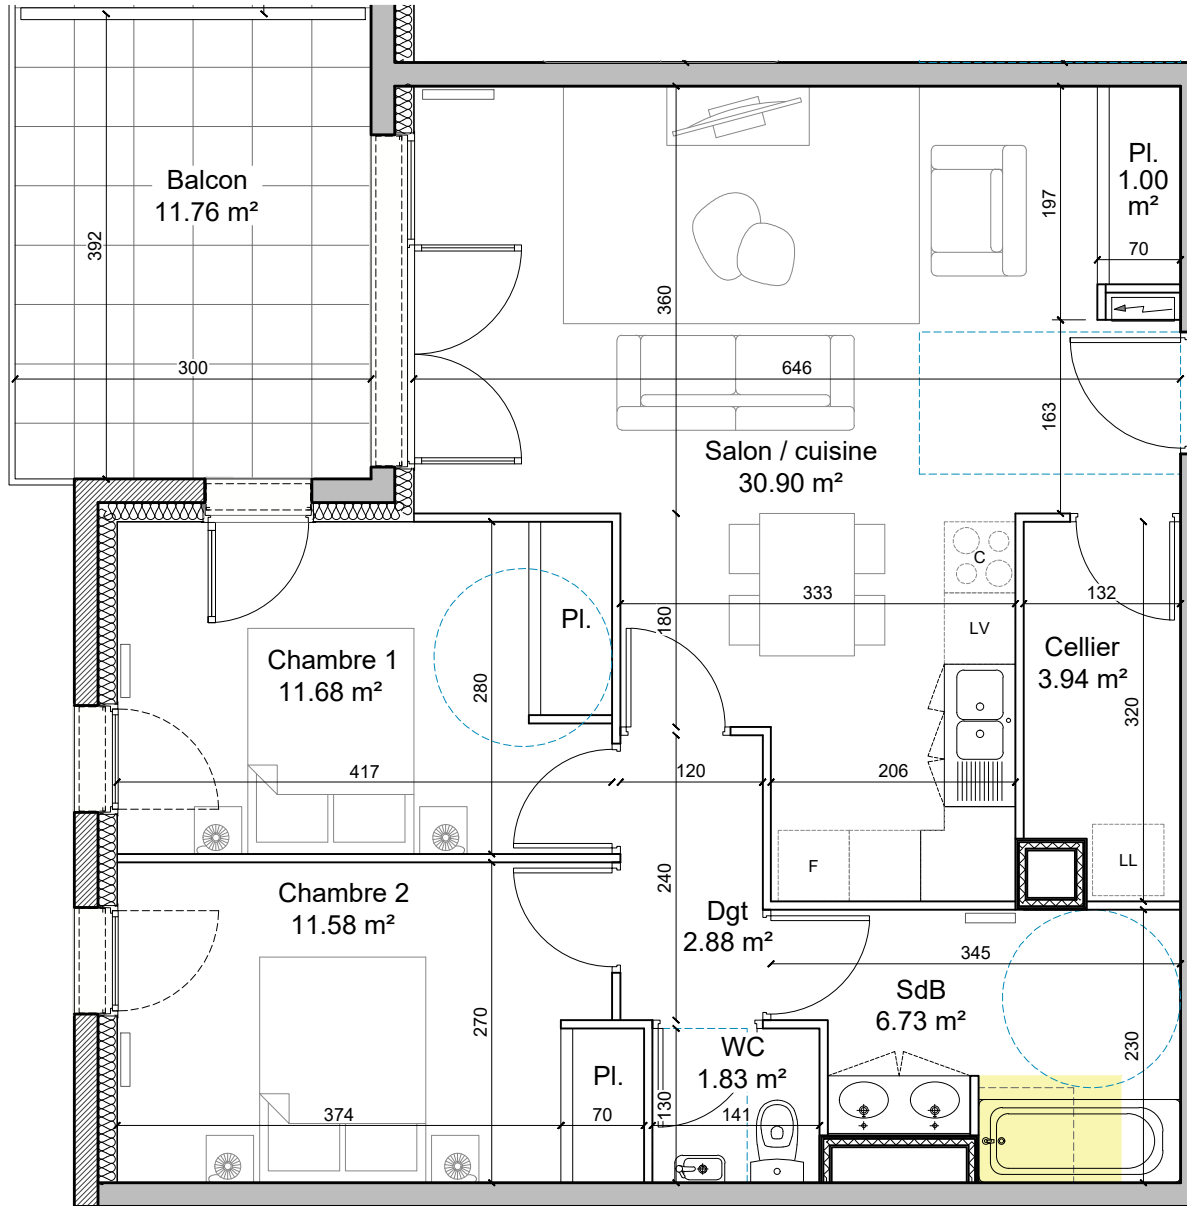 Balcon
11.76 m²
392
300
Pl.
1.00
m²
197
70
360
646
163
Salon / cuisine
30.90 m²
C
333
132
180
LV
Pl.
Cellier
3.94 m²
Chambre 1
11.68 m²
280
320
417
120
206
F
LL
240
Chambre 2
11.58 m²
Dgt
2.88 m²
345
SdB
6.73 m²
270
230
WC
1.83 m²
Pl.
130
374
70
141